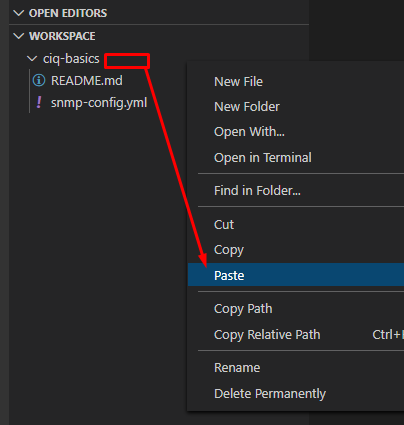 OPEN EDITORS
WORKSPACE
ciq-basics
README.md
! snmp-config.yml
New File
New Folder
Open With...
Open in Terminal
Find in Folder...
Cut
Copy
Paste
Copy Path
Copy Relative Path Ctrl+
Rename
Delete Permanently